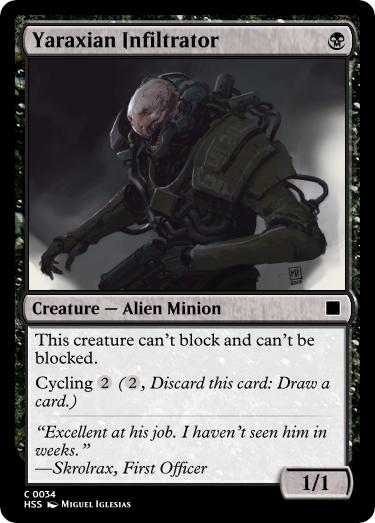 Yaraxian Infiltrator
Creature — Alien Minion
This creature can't block and can't be
blocked.
Cycling 2 (2, Discard this card: Draw a
card.)
“Excellent at his job. I haven't seen him in
weeks.”
—Skrolrax, First Officer
1/1
C 0034
HSS Miguel Iglesias